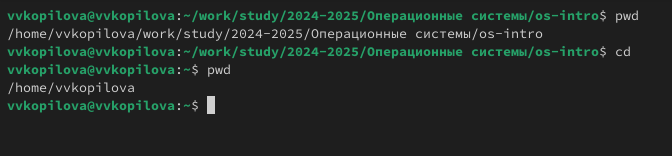 vvkopilova@vvkopilova:~/work/study/2024-2025/Операционные системы/os-intro$ pwd
/home/vvkopilova/work/study/2024-2025/Операционные системы/os-intro
vvkopilova@vvkopilova:~/work/study/2024-2025/Операционные системы/os-intro$ cd
vvkopilova@vvkopilova:~$ pwd
/home/vvkopilova
vvkopilova@vvkopilova:~$